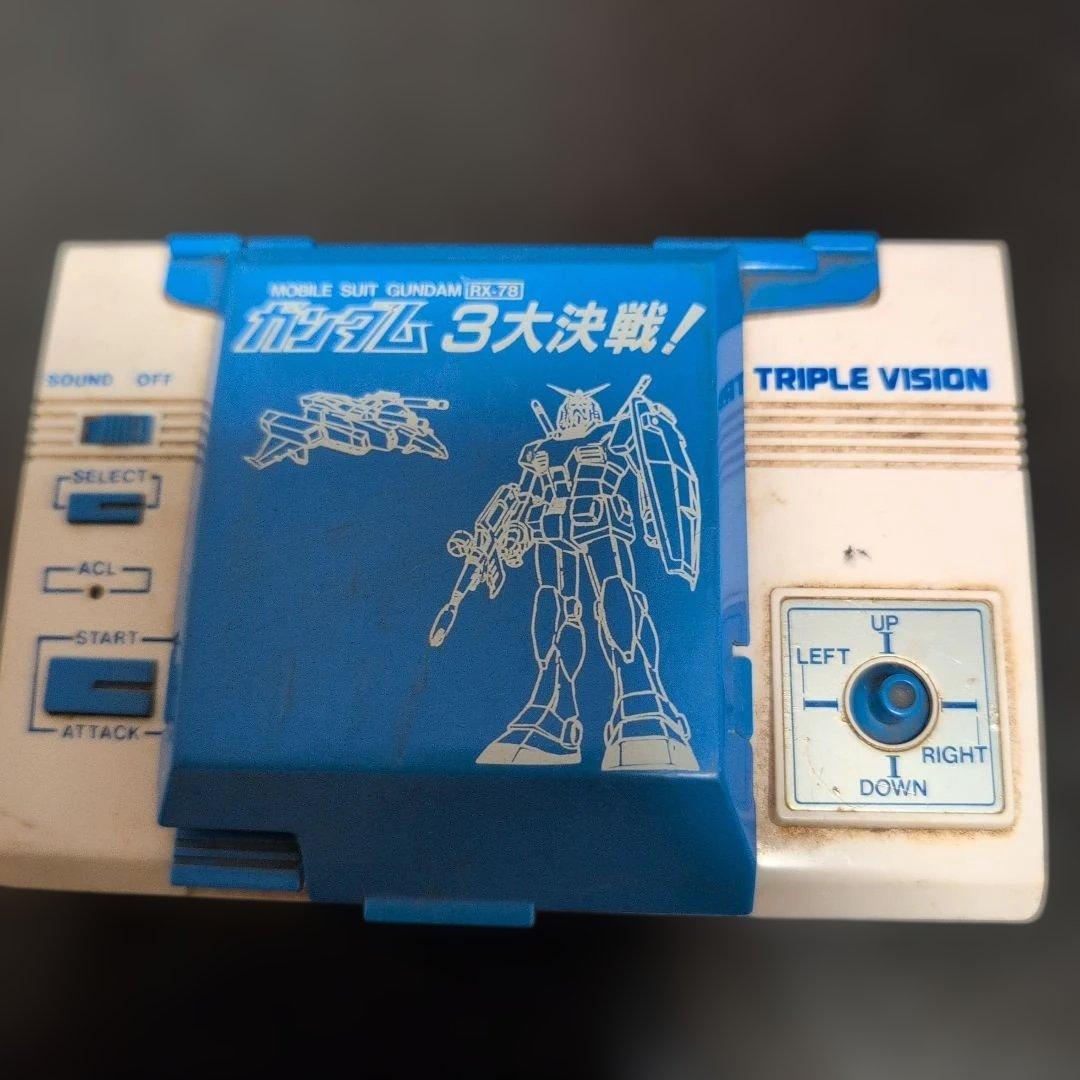 MOBILE SUIT GUNDAM RX-78
ガンダム 3大決戦!
TRIPLE VISION
SOUND OFF
SELECT
ACL
START
ATTACK
UP
LEFT
RIGHT
DOWN